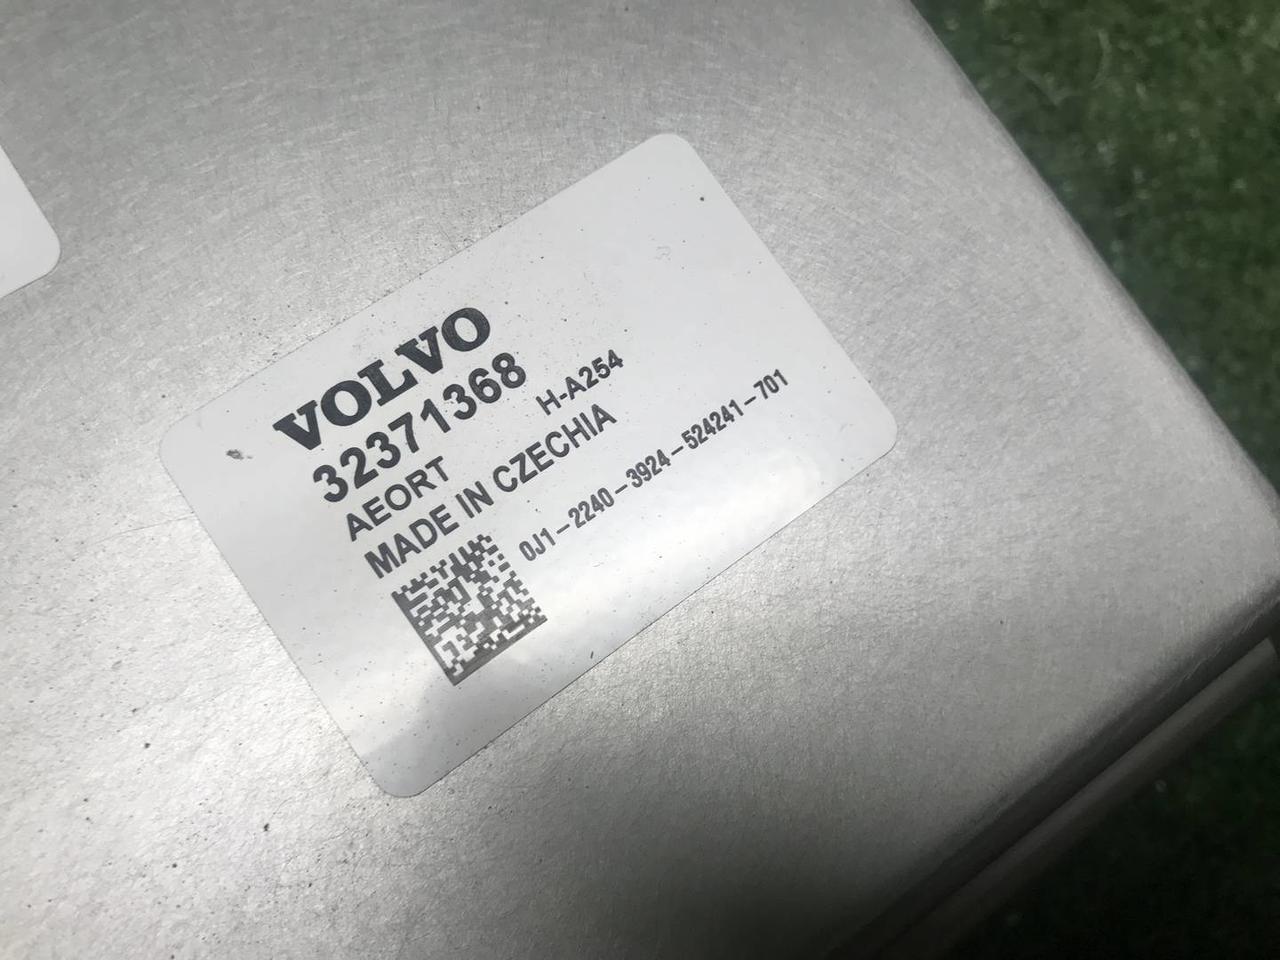 VOLVO
32371368
AEORT H-A254
MADE IN CZECHIA
0J1-2240-3924-524241-701